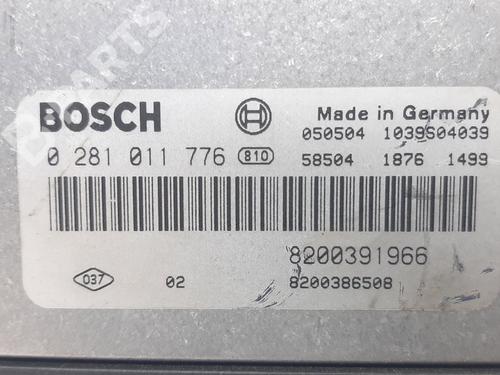 BOSCH
Made in Germany
050504 1039S04039
0 281 011 776 810
58504 1876 1499
8200391966
037 02 8200386508